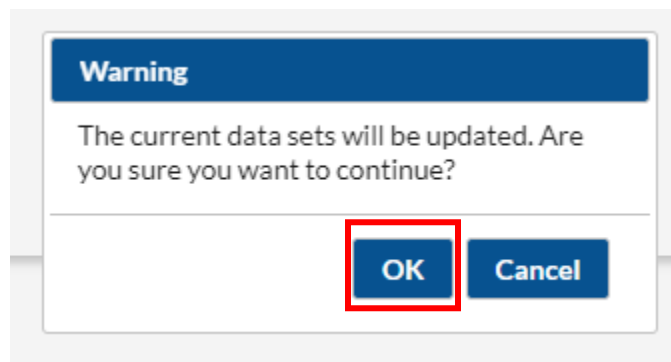 Warning
The current data sets will be updated. Are
you sure you want to continue?
OK Cancel